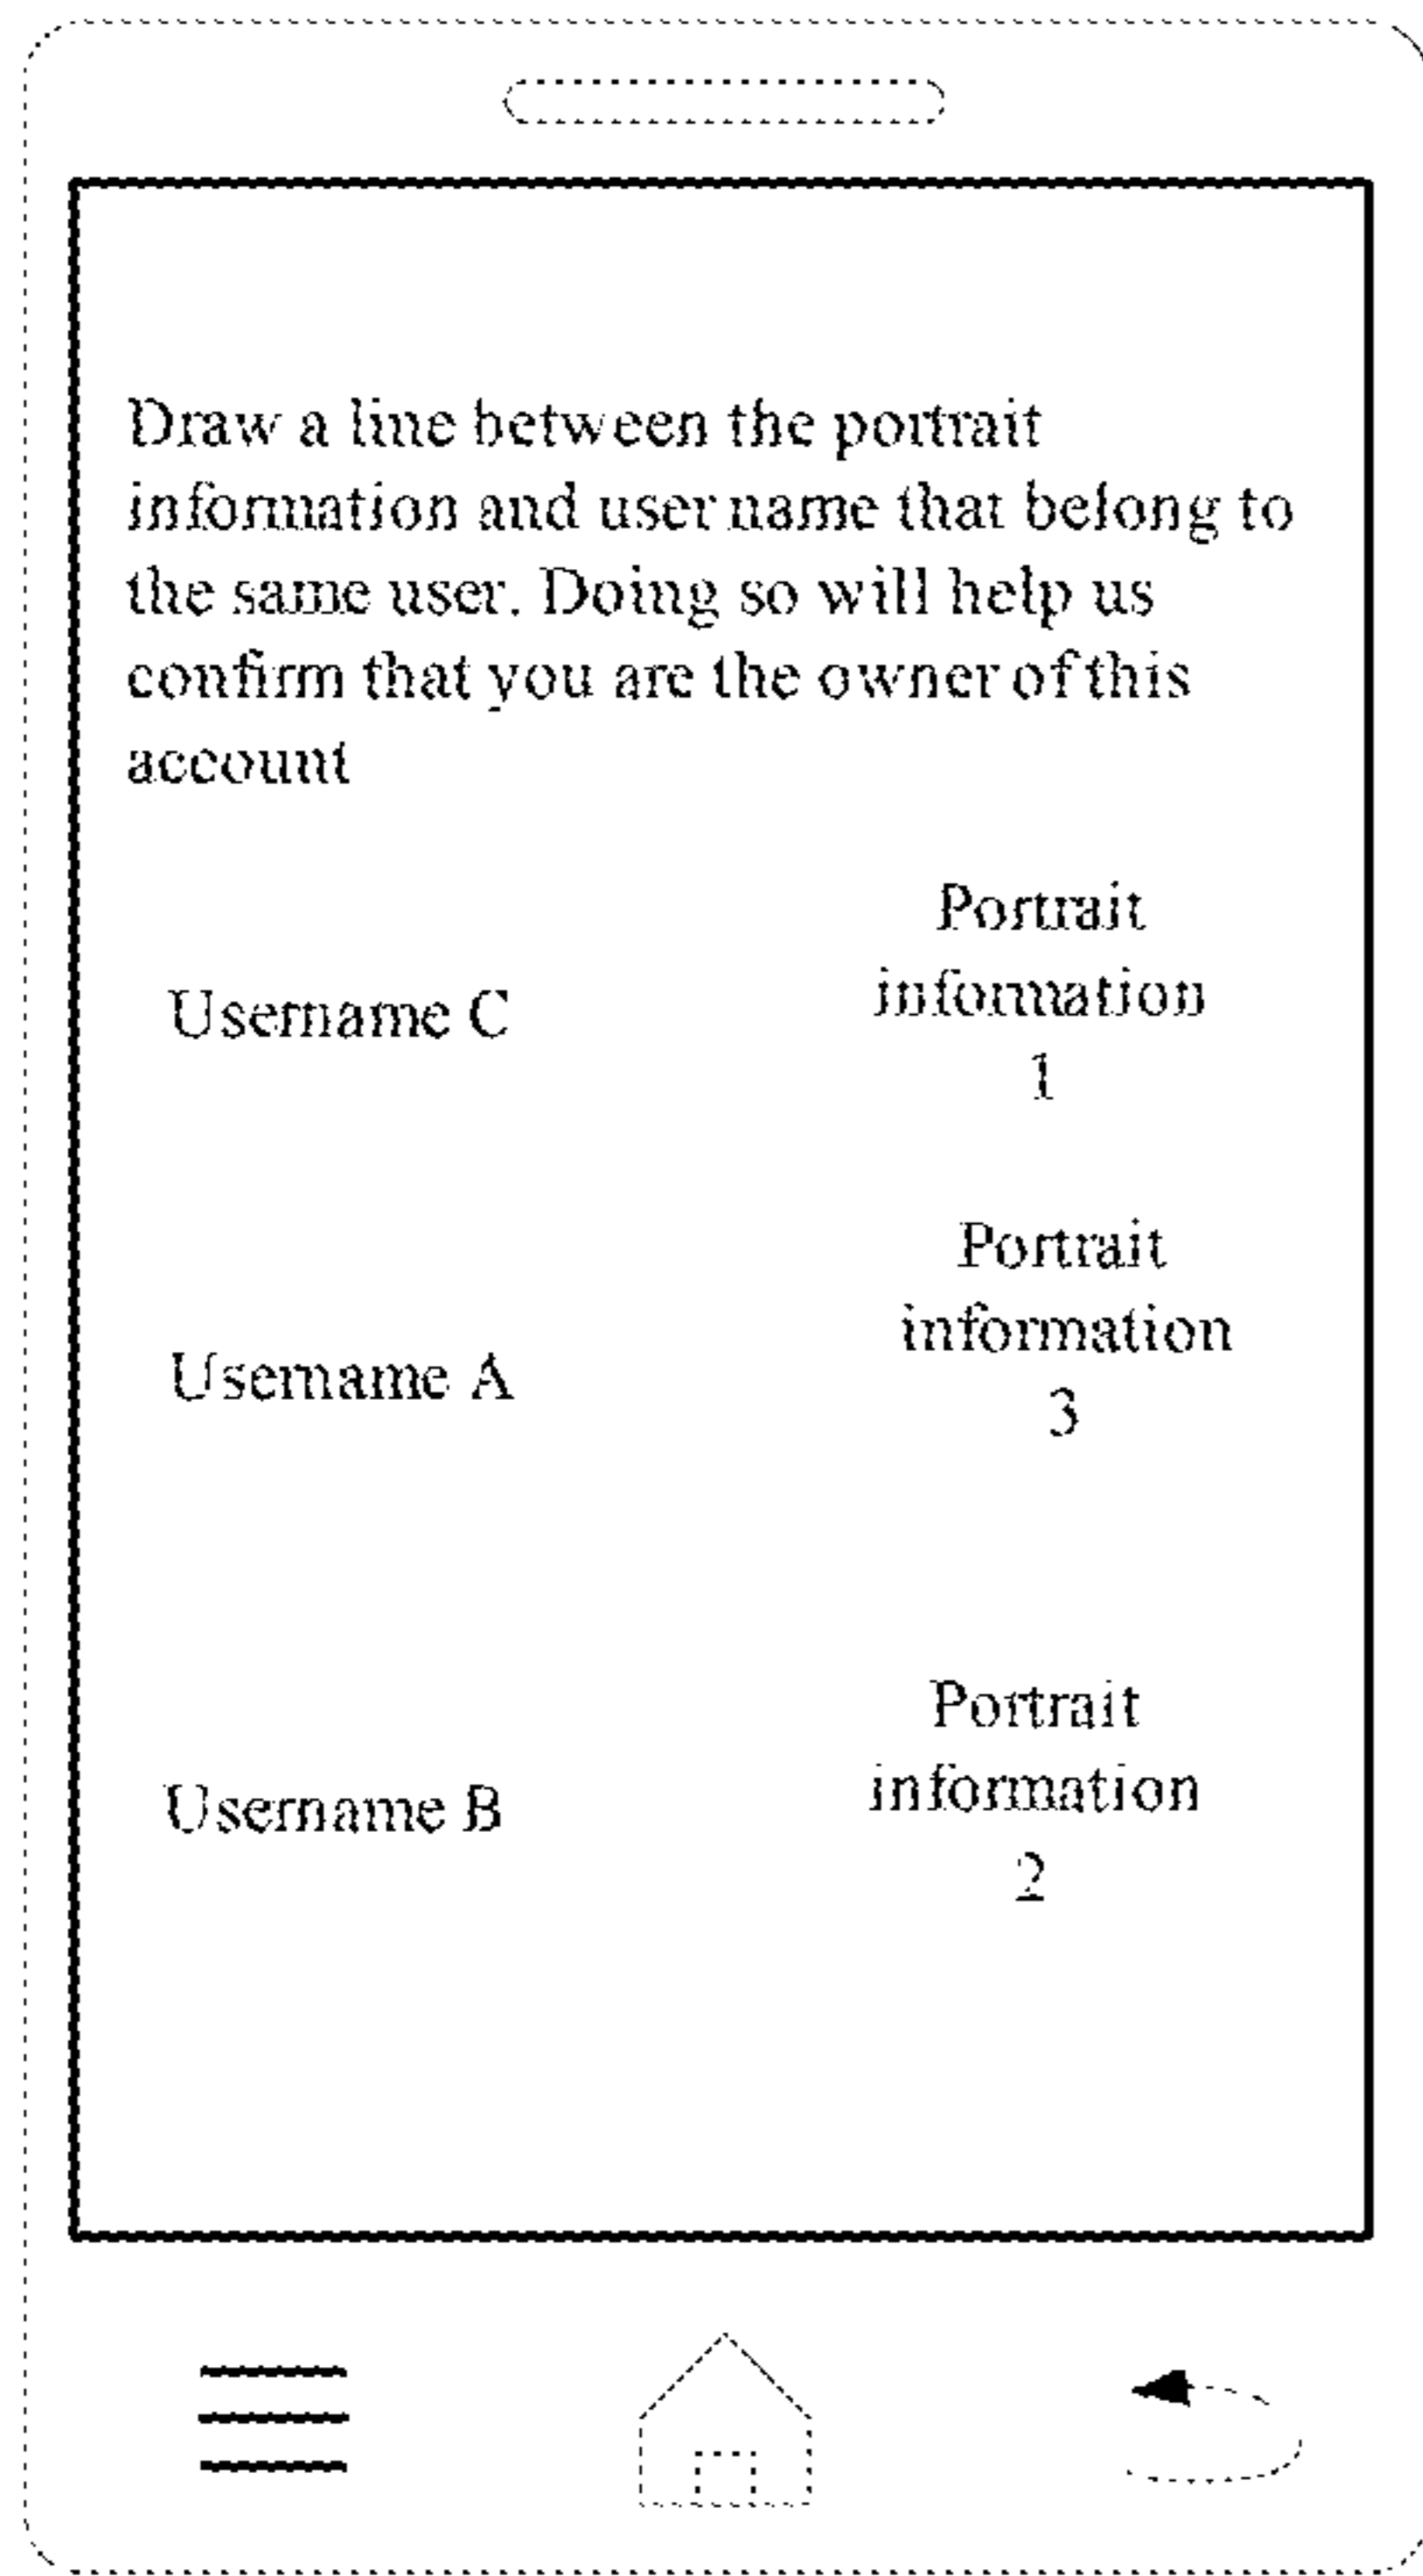 Draw a line between the portrait
information and user name that belong to
the same user. Doing so will help us
confirm that you are the owner of this
account
Portrait
information
1
Username C
Portrait
information
3
Username A
Portrait
information
2
Username B